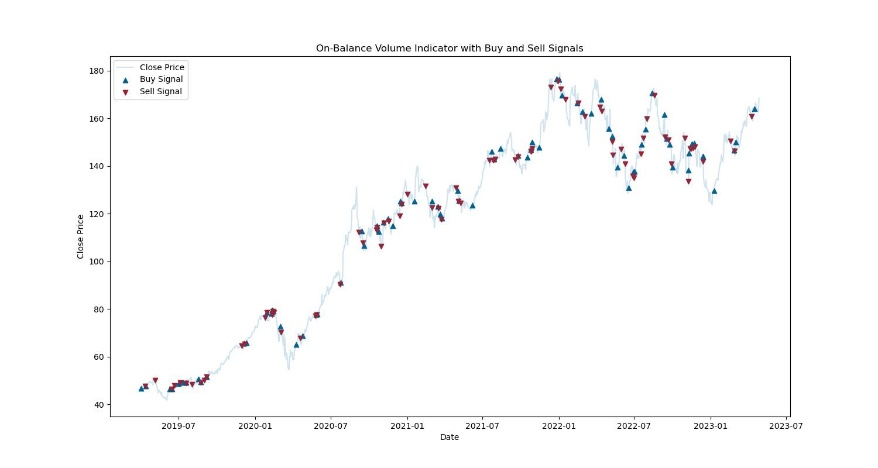 On-Balance Volume Indicator with Buy and Sell Signals
Close Price
Buy Signal
Sell Signal
180
160
140
120
100
80
60
40
Close Price
2019-07
2020-01
2020-07
2021-01
2021-07
2022-01
2022-07
2023-01
2023-07
Date